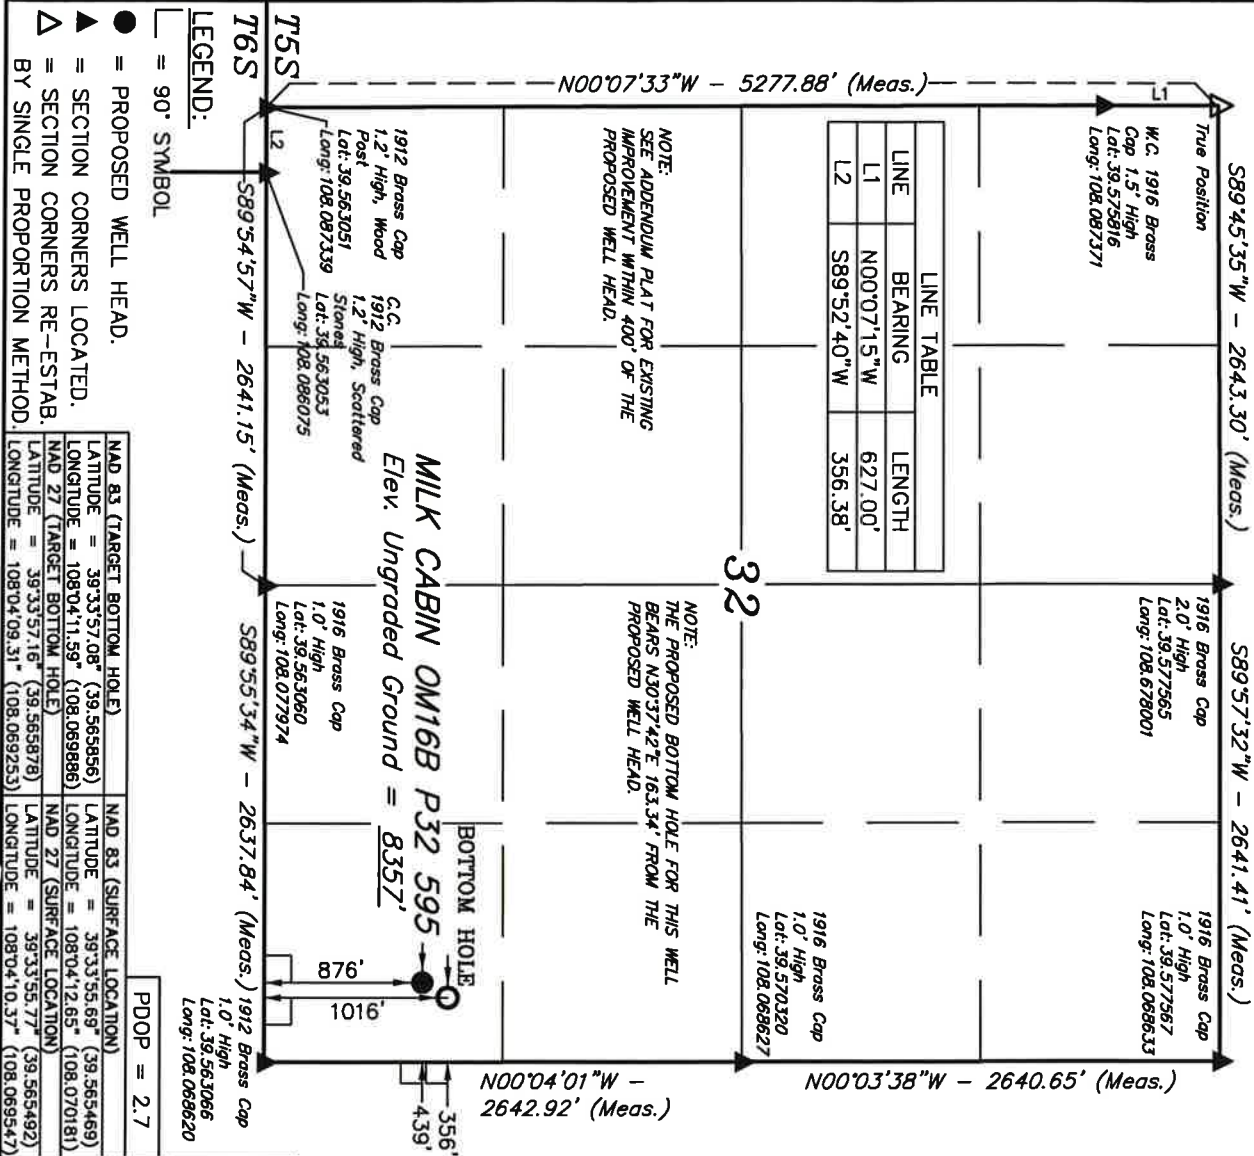 S89°45'35"W - 2643.30' (Meas.)
S89°57'32"W - 2641.41' (Meas.)
True Position
L1
W.C. 1916 Brass
Cap 1.5' High
Lat: 39.575816
Long: 108.087371
1916 Brass Cap
2.0' High
Lat: 39.577565
Long: 108.678001
1916 Brass Cap
1.0' High
Lat: 39.577567
Long: 108.068633
N00°07'33"W - 5277.88' (Meas.)
LINE TABLE
LINE BEARING LENGTH
L1 N00°07'15"W 627.00'
L2 S89°52'40"W 356.38'
N00°03'38"W - 2640.65' (Meas.)
32
1916 Brass Cap
1.0' High
Lat: 39.570320
Long: 108.068627
NOTE:
SEE ADDENDUM PLAT FOR EXISTING
IMPROVEMENT WITHIN 400' OF THE
PROPOSED WELL HEAD.
NOTE:
THE PROPOSED BOTTOM HOLE FOR THIS WELL
BEARS N30°37'42"E 163.34' FROM THE
PROPOSED WELL HEAD.
N00°04'01"W -
2642.92' (Meas.)
BOTTOM HOLE
MILK CABIN OM16B P32 595
Elev. Ungraded Ground = 8357'
356'
439'
876'
1016'
1912 Brass Cap
1.2' High, Wood
Post
Lat: 39.563051
Long: 108.087339
C.C.
1912 Brass Cap
1.2' High, Scattered
Stones
Lat: 39.563053
Long: 108.086075
1916 Brass Cap
1.0' High
Lat: 39.563060
Long: 108.077974
1912 Brass Cap
1.0' High
Lat: 39.563066
Long: 108.068620
L2
T5S
T6S
S89°54'57"W - 2641.15' (Meas.)
S89°55'34"W - 2637.84' (Meas.)
LEGEND:
= 90° SYMBOL
= PROPOSED WELL HEAD.
= SECTION CORNERS LOCATED.
= SECTION CORNERS RE-ESTAB.
BY SINGLE PROPORTION METHOD.
PDOP = 2.7
NAD 83 (TARGET BOTTOM HOLE)
LATITUDE = 39°33'57.08" (39.565856)
LONGITUDE = 108°04'11.59" (108.069886)
NAD 27 (TARGET BOTTOM HOLE)
LATITUDE = 39°33'57.16" (39.565878)
LONGITUDE = 108°04'09.31" (108.069253)
NAD 83 (SURFACE LOCATION)
LATITUDE = 39°33'55.69" (39.565469)
LONGITUDE = 108°04'12.65" (108.070181)
NAD 27 (SURFACE LOCATION)
LATITUDE = 39°33'55.77" (39.565492)
LONGITUDE = 108°04'10.37" (108.069547)